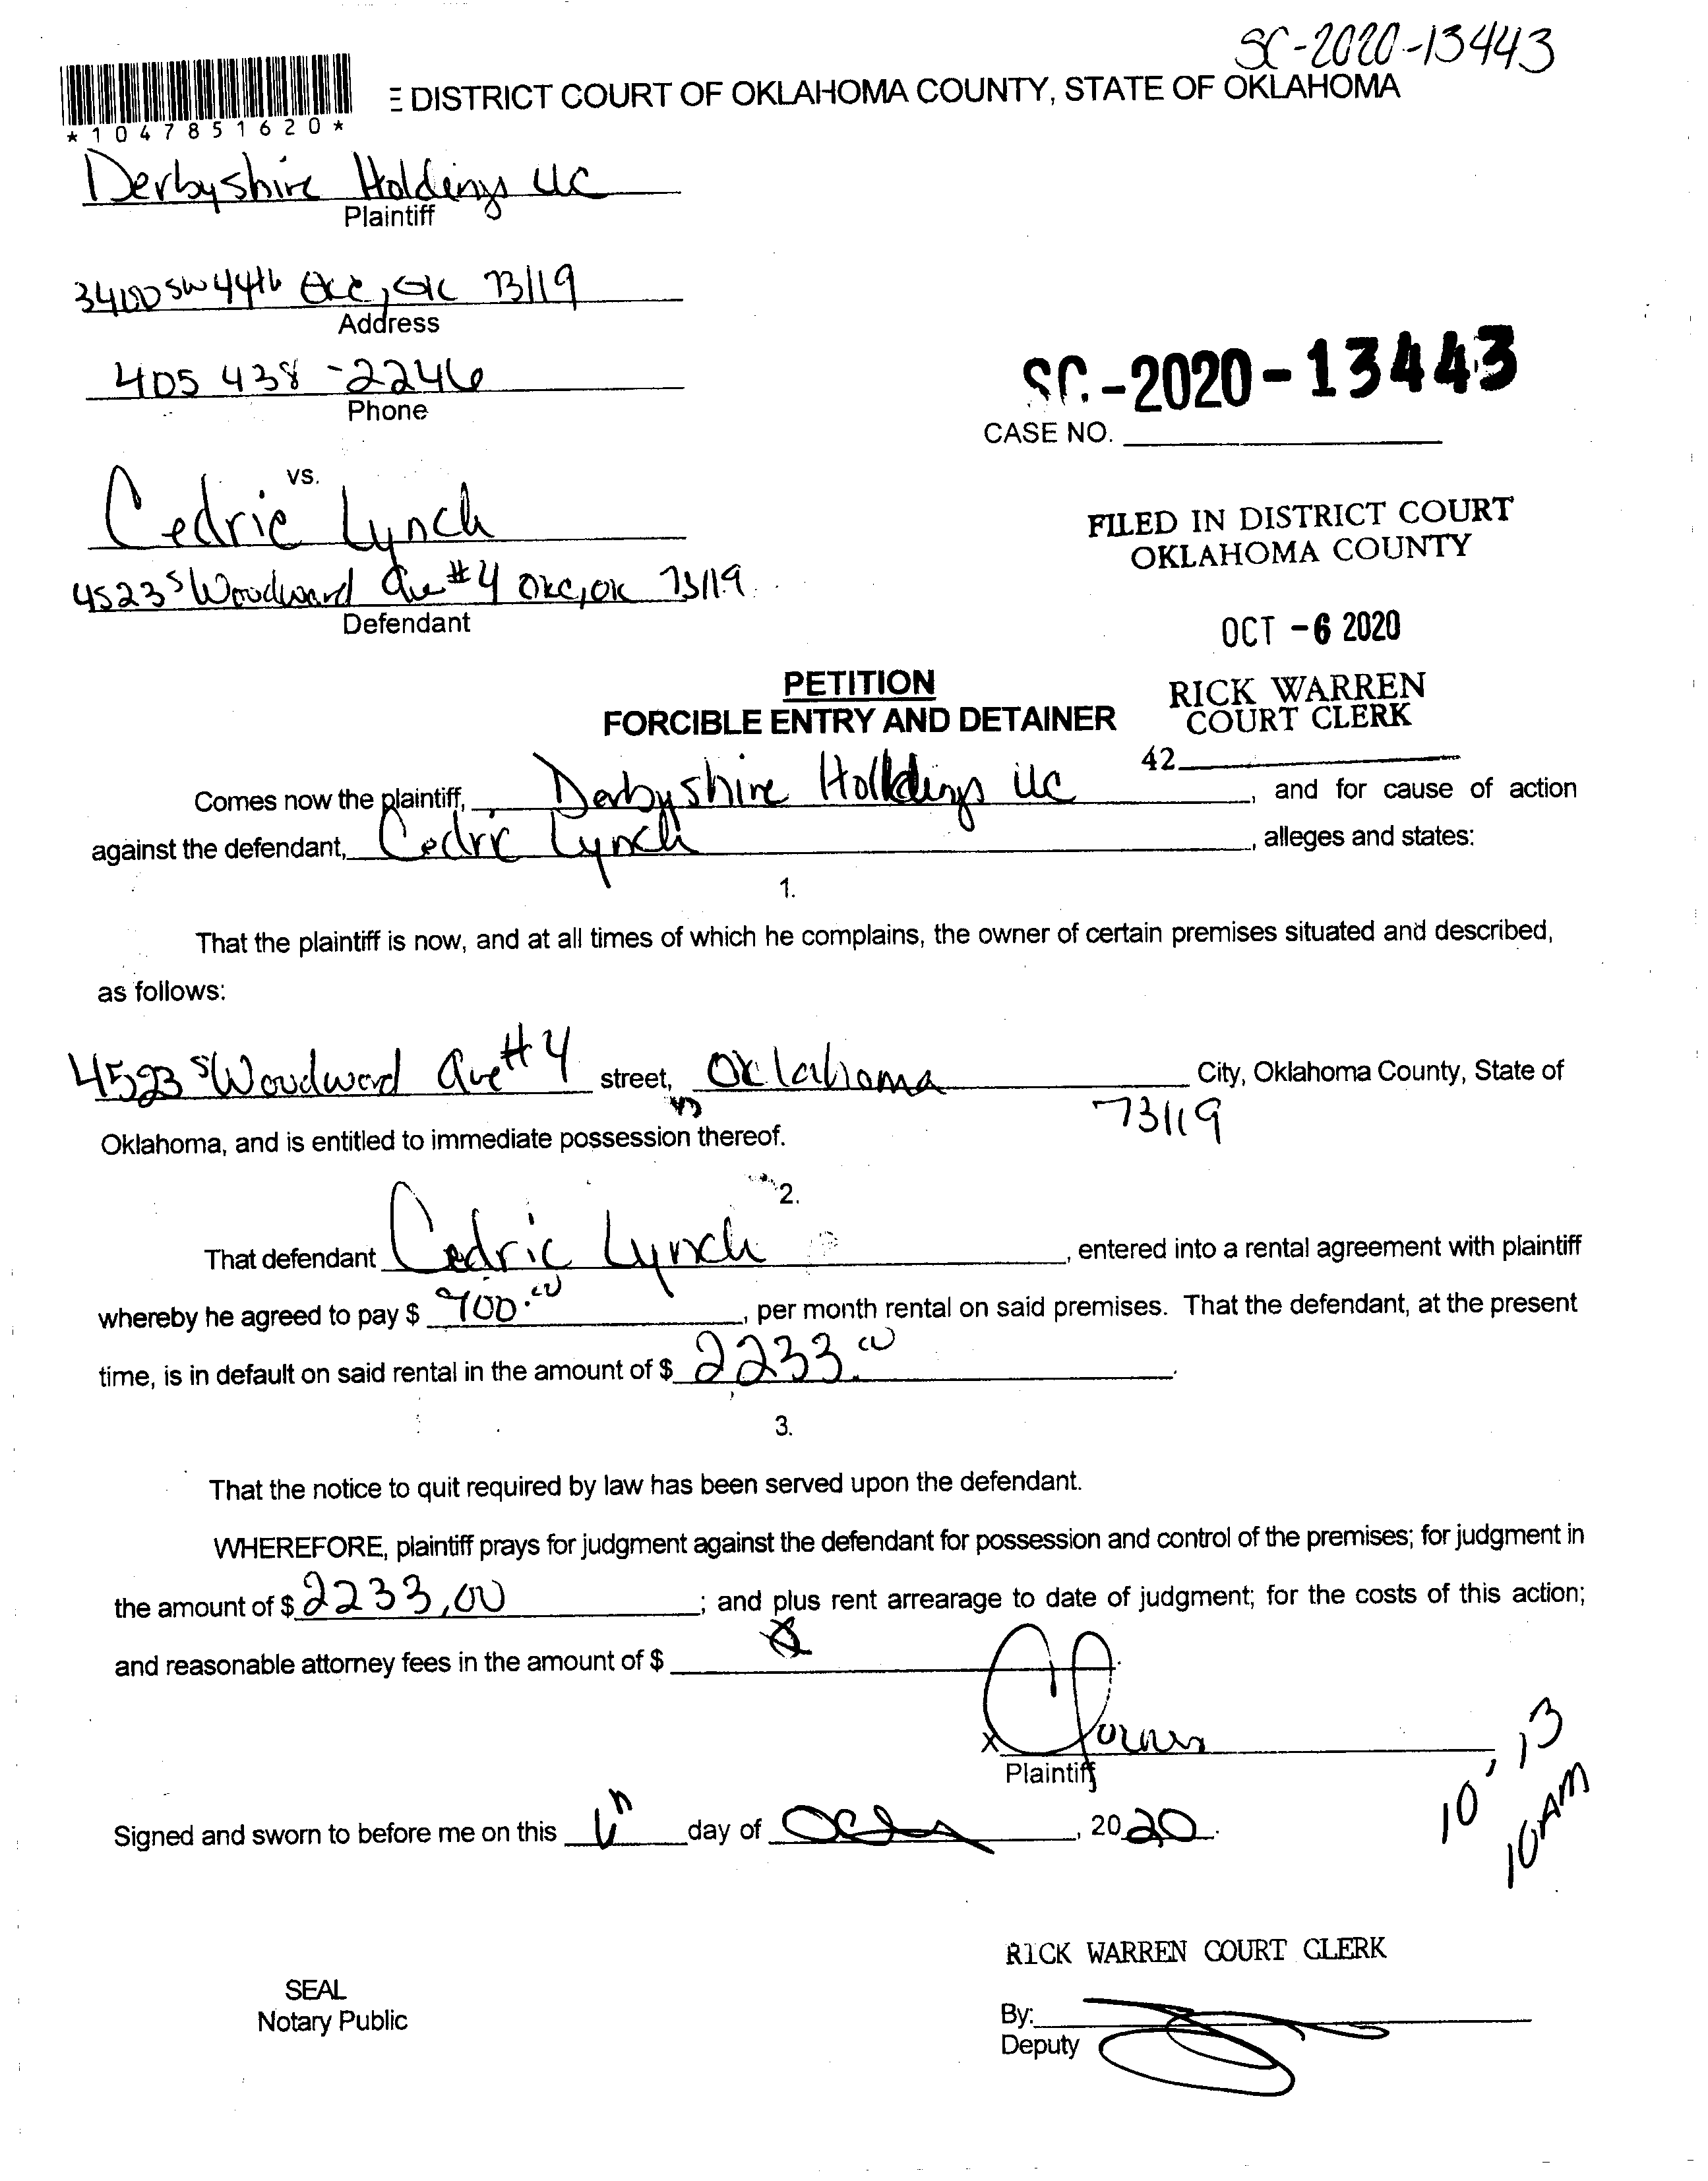 SC-2020-13443
E DISTRICT COURT OF OKLAHOMA COUNTY, STATE OF OKLAHOMA
*1047851620*
Derbyshire Holdings LLC
Plaintiff
SW 44th OKC, OK 73119
Address
405 438-2246
Phone
SC-2020-13443
CASE NO.
vs.
Cedric Lynch
4523 S Woodward Ave #4 OKC, OK 73119
Defendant
FILED IN DISTRICT COURT
OKLAHOMA COUNTY
OCT -6 2020
RICK WARREN
COURT CLERK
42
PETITION
FORCIBLE ENTRY AND DETAINER
Comes now the plaintiff, Derbyshire Holldings LLC, and for cause of action
against the defendant, Cedric Lynch, alleges and states:
1.
That the plaintiff is now, and at all times of which he complains, the owner of certain premises situated and described,
as follows:
4523 S Woodward Ave #4 street, Oklahoma City, Oklahoma County, State of
73119
Oklahoma, and is entitled to immediate possession thereof.
2.
That defendant Cedric Lynch, entered into a rental agreement with plaintiff
whereby he agreed to pay $ 700.00, per month rental on said premises. That the defendant, at the present
time, is in default on said rental in the amount of $ 2233.00.
3.
That the notice to quit required by law has been served upon the defendant.
WHEREFORE, plaintiff prays for judgment against the defendant for possession and control of the premises; for judgment in
the amount of $ 2233,00; and plus rent arrearage to date of judgment; for the costs of this action;
and reasonable attorney fees in the amount of $
x
Plaintiff
10,13
10AM
Signed and sworn to before me on this 6th day of October, 2020.
RICK WARREN COURT CLERK
SEAL
Notary Public
By:
Deputy